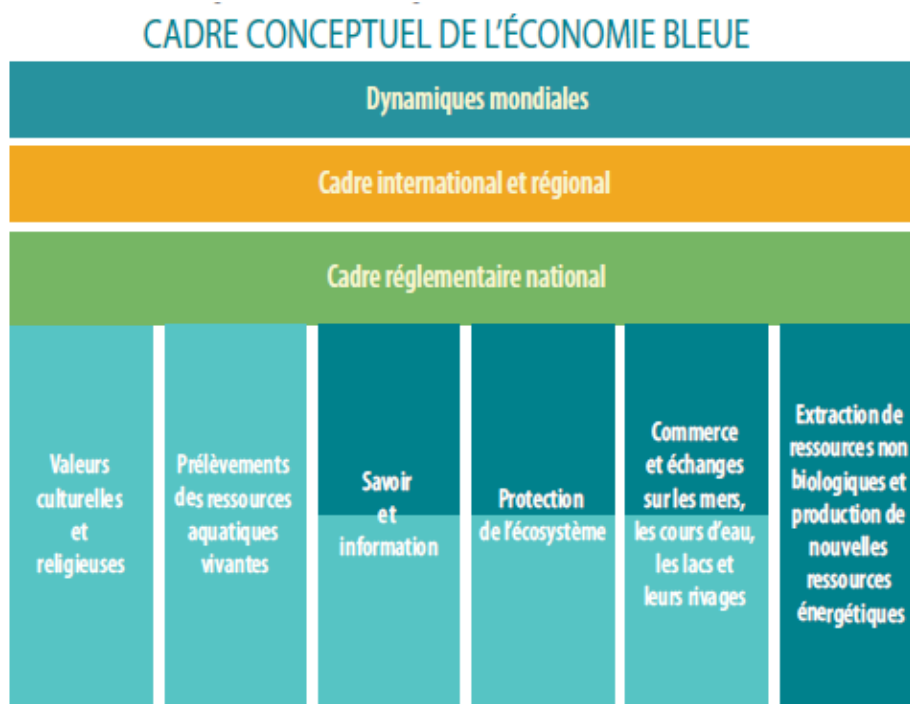 CADRE CONCEPTUEL DE L'ÉCONOMIE BLEUE
Dynamiques mondiales
Cadre international et régional
Cadre réglementaire national
Valeurs
culturelles
et
religieuses
Prélèvements
des ressources
aquatiques
vivantes
Savoir
et
information
Protection
de l'écosystème
Commerce
et échanges
sur les mers,
les cours d'eau,
les lacs et
leurs rivages
Extraction de
ressources non
biologiques et
production de
nouvelles
ressources
énergétiques